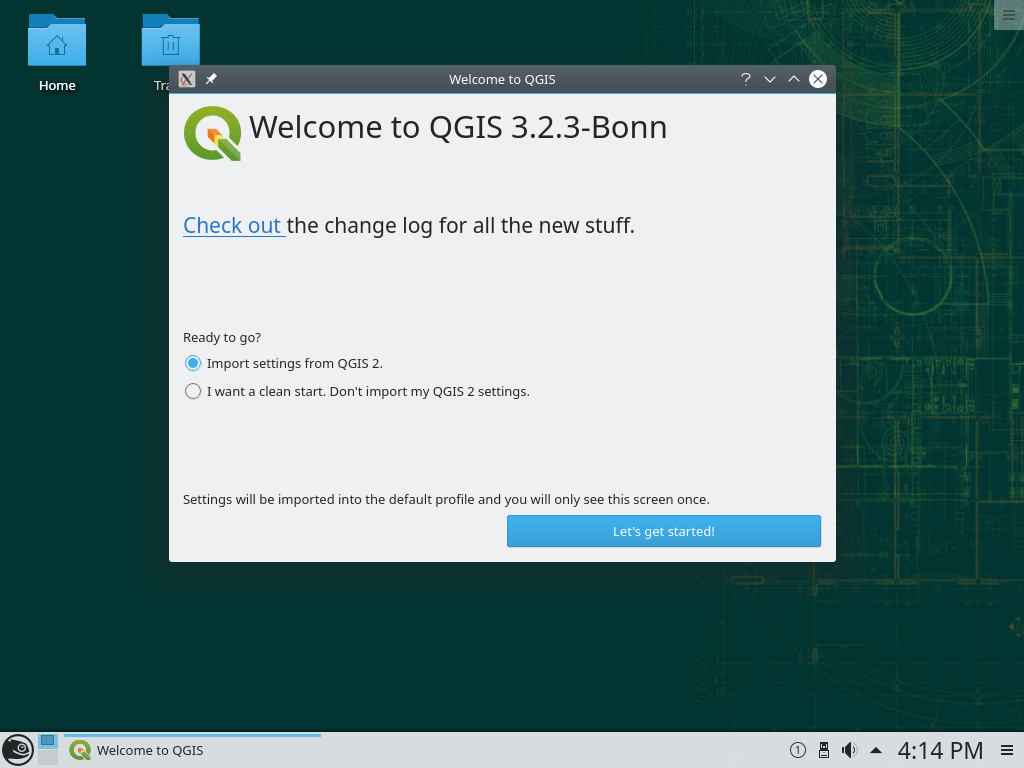 Home
Tra
Welcome to QGIS
Welcome to QGIS 3.2.3-Bonn
Check out the change log for all the new stuff.
Ready to go?
Import settings from QGIS 2.
I want a clean start. Don't import my QGIS 2 settings.
Settings will be imported into the default profile and you will only see this screen once.
Let's get started!
Welcome to QGIS
1
4:14 PM